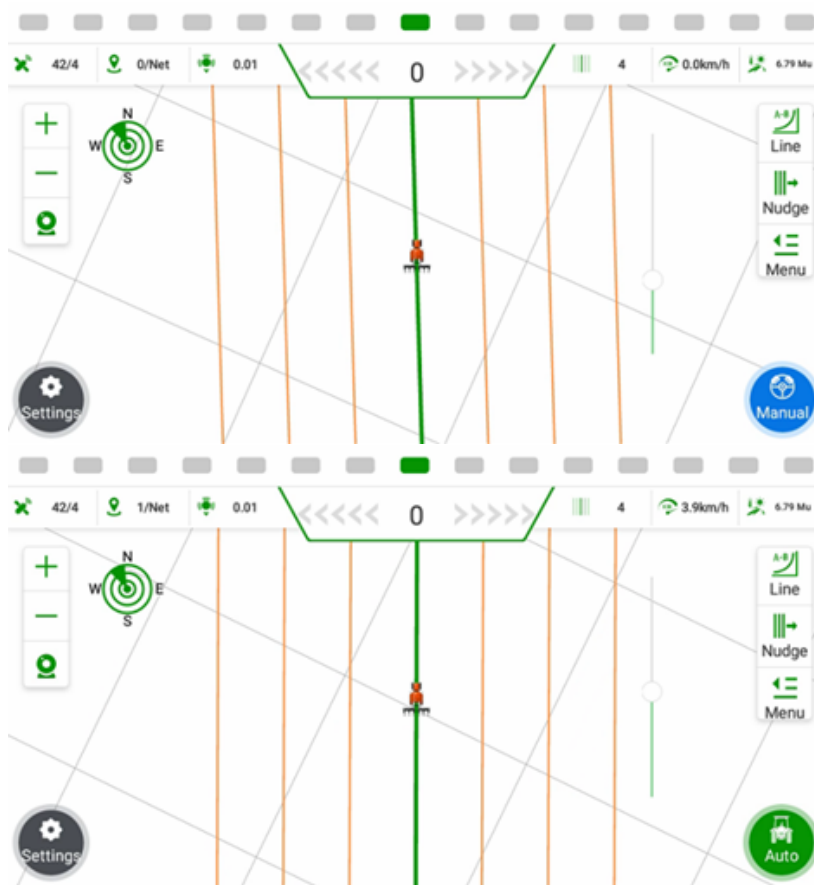 42/4 0/Net 0.01 0 4 0.0km/h 6.79 Mu
N
W E
S
A-B
Line
Nudge
Menu
Settings
Manual
42/4 1/Net 0.01 0 4 3.9km/h 6.79 Mu
N
W E
S
A-B
Line
Nudge
Menu
Settings
Auto